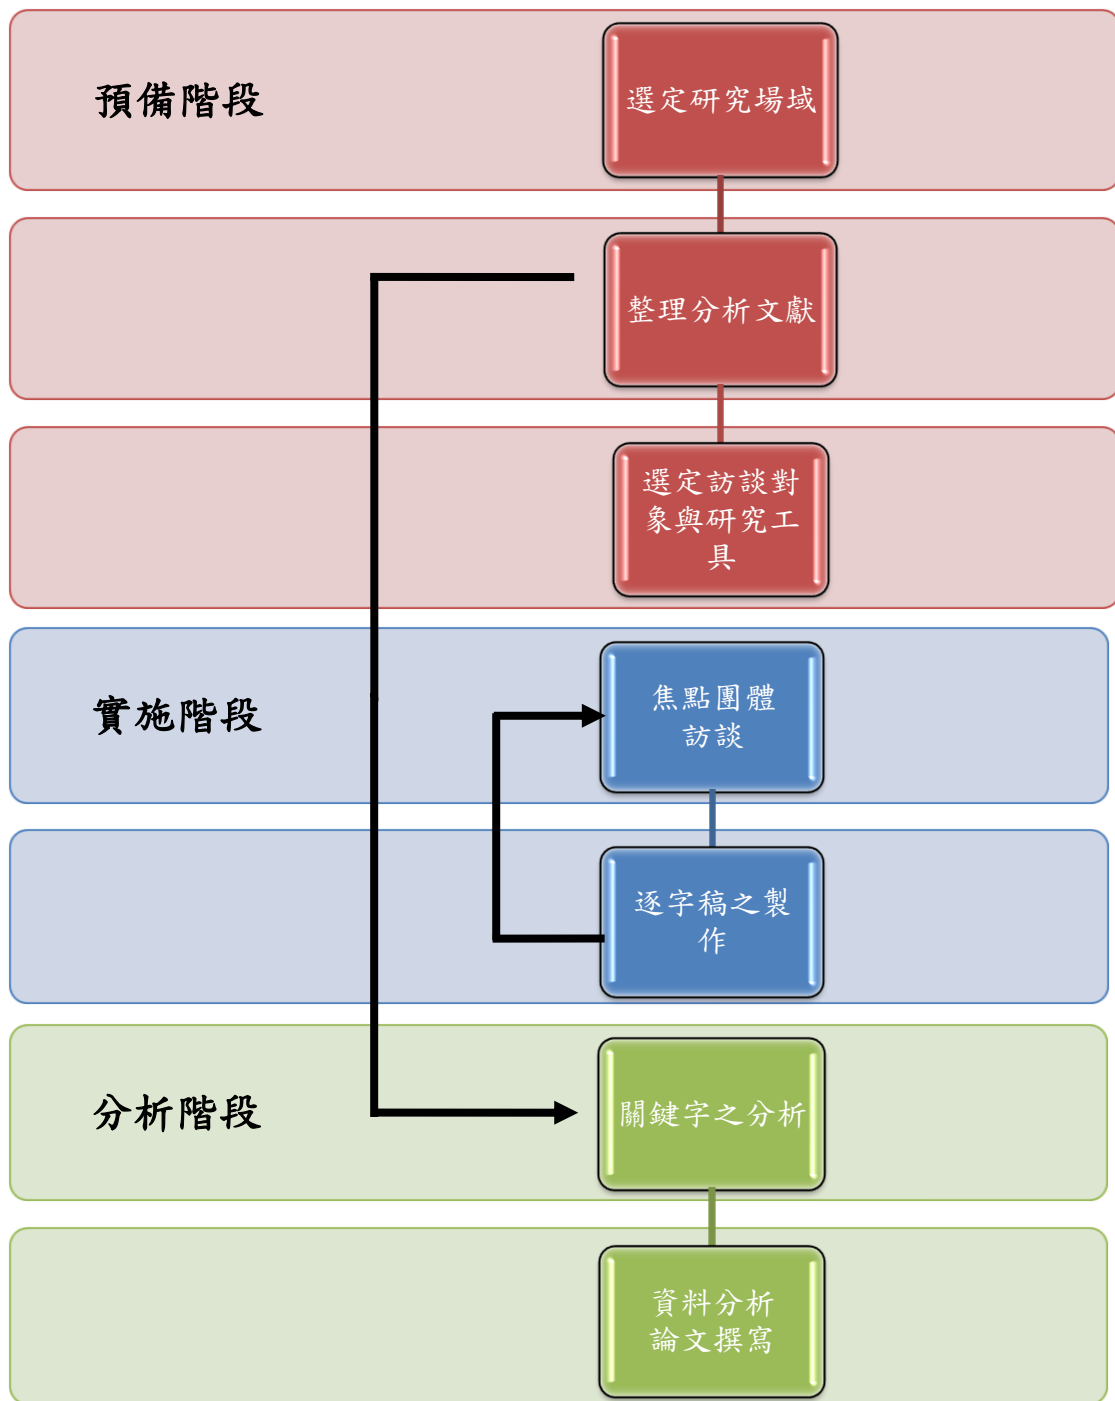 預備階段
選定研究場域
整理分析文獻
選定訪談對
象與研究工
具
實施階段
焦點團體
訪談
逐字稿之製
作
分析階段
關鍵字之分析
資料分析
論文撰寫